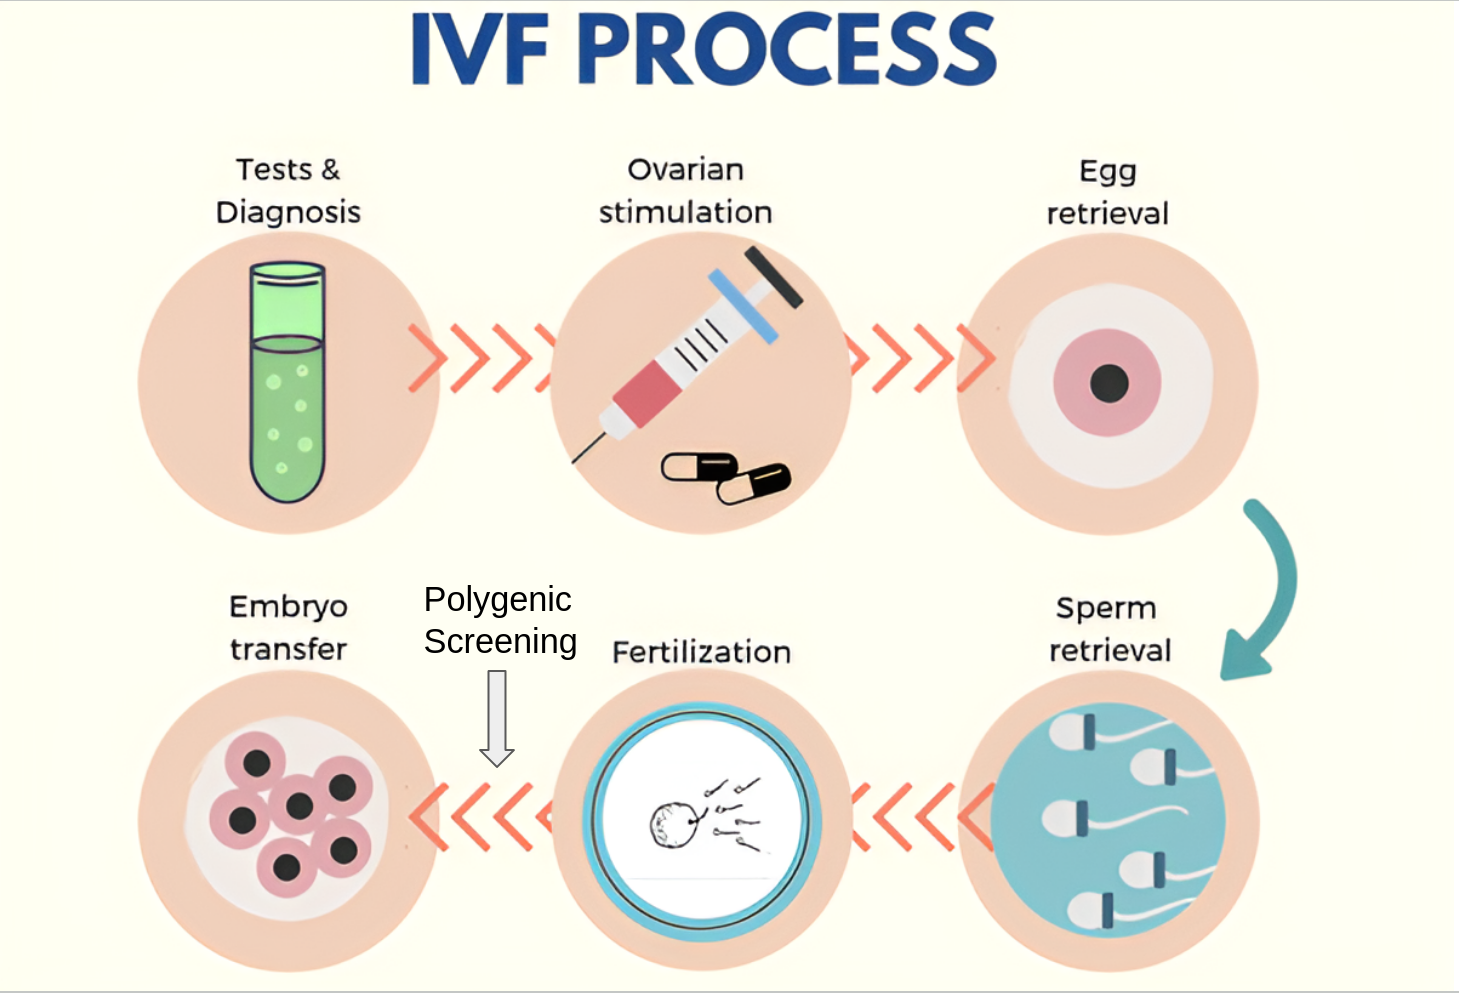 IVF PROCESS
Tests &
Diagnosis
Ovarian
stimulation
Egg
retrieval
Embryo
transfer
Polygenic
Screening
Fertilization
Sperm
retrieval